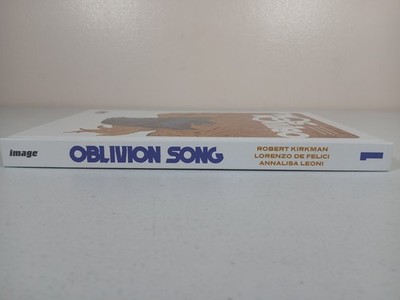 image
OBLIVION SONG
ROBERT KIRKMAN
LORENZO DE FELICI
ANNALISA LEONI
1